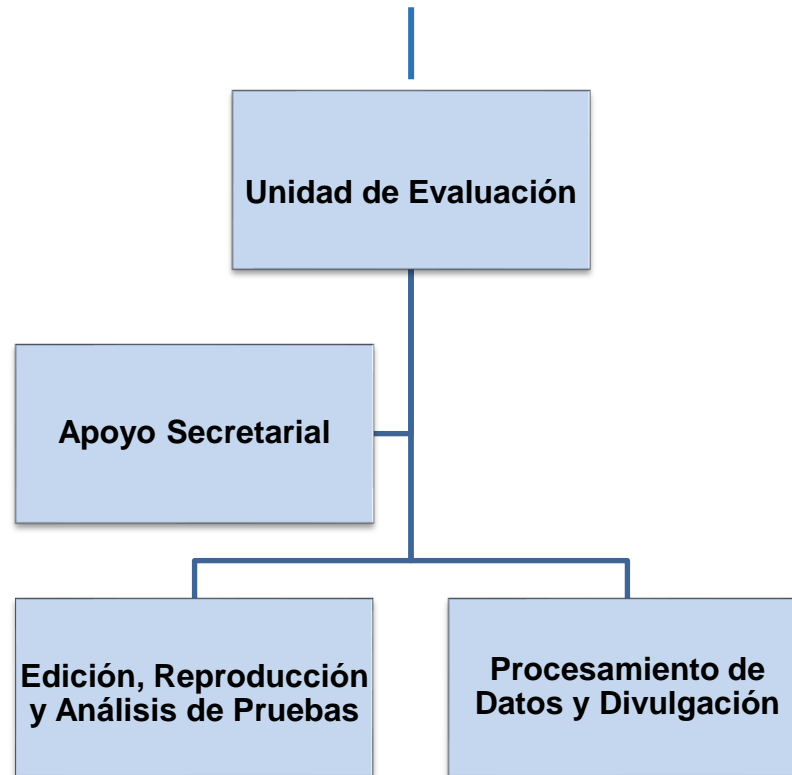 Unidad de Evaluación
Apoyo Secretarial
Edición, Reproducción
y Análisis de Pruebas
Procesamiento de
Datos y Divulgación